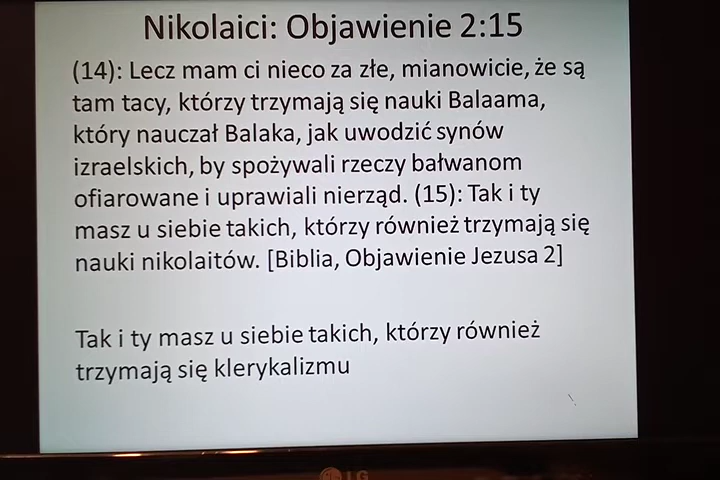 Nikolaici: Objawienie 2:15
(14): Lecz mam ci nieco za złe, mianowicie, że są
tam tacy, którzy trzymają się nauki Balaama,
który nauczał Balaka, jak uwodzić synów
izraelskich, by spożywali rzeczy bałwanom
ofiarowane i uprawiali nierząd. (15): Tak i ty
masz u siebie takich, którzy również trzymają się
nauki nikolaitów. [Biblia, Objawienie Jezusa 2]
Tak i ty masz u siebie takich, którzy również
trzymają się klerykalizmu
LG